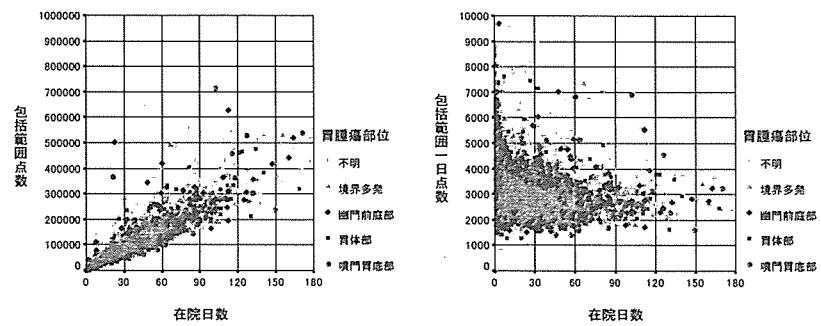 1000000
900000
800000
700000
600000
500000
400000
300000
200000
100000
0
0 30 60 90 120 150 180
包括範囲点数
在院日数
胃腫瘍部位
不明
境界多発
幽門前庭部
胃体部
噴門胃底部
10000
9000
8000
7000
6000
5000
4000
3000
2000
1000
0
0 30 60 90 120 150 180
包括範囲一日点数
在院日数
胃腫瘍部位
不明
境界多発
幽門前庭部
胃体部
噴門胃底部